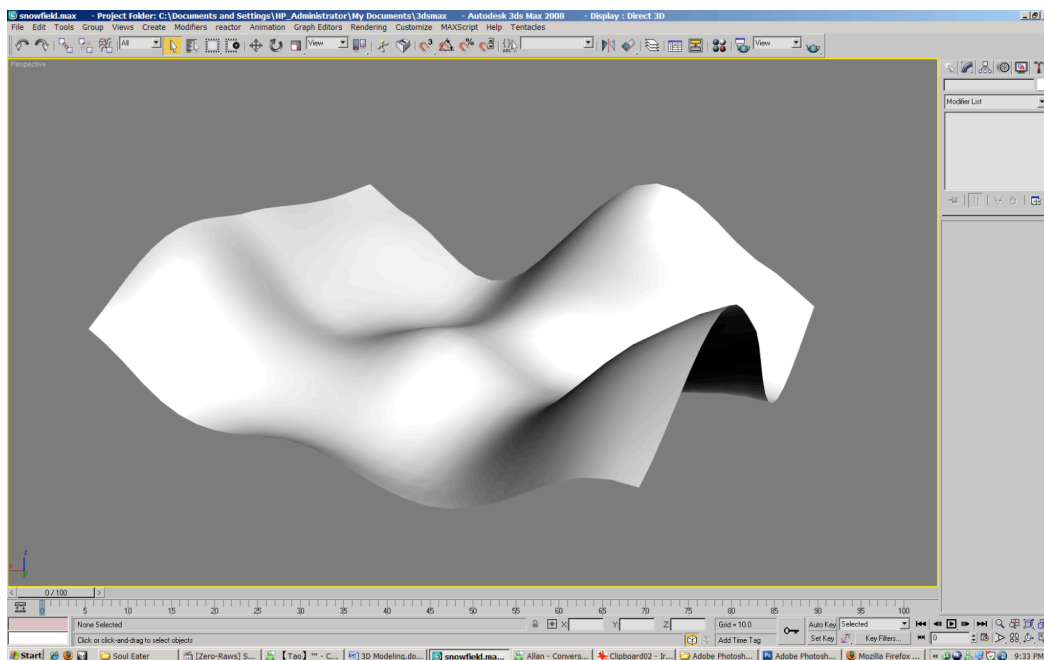 snowfield.max - Project Folder: C:\Documents and Settings\HP_Administrator\My Documents\3dsmax - Autodesk 3ds Max 2008 - Display : Direct 3D
File Edit Tools Group Views Create Modifiers reactor Animation Graph Editors Rendering Customize MAXScript Help Tentacles
All View View
Perspective
Modifier List
z
x
0 / 100
0 5 10 15 20 25 30 35 40 45 50 55 60 65 70 75 80 85 90 95 100
None Selected X: Y: Z: Grid = 10.0 Auto Key Selected
Click or click-and-drag to select objects Add Time Tag Set Key Key Filters... 0
Start Soul Eater [Zero-Raws] S... 【Tao】™ - C... 3D Modeling.do... snowfield.ma... Allan - Convers... Clipboard02 - Ir... Adobe Photosh... Adobe Photosh... Mozilla Firefox ... 9:33 PM